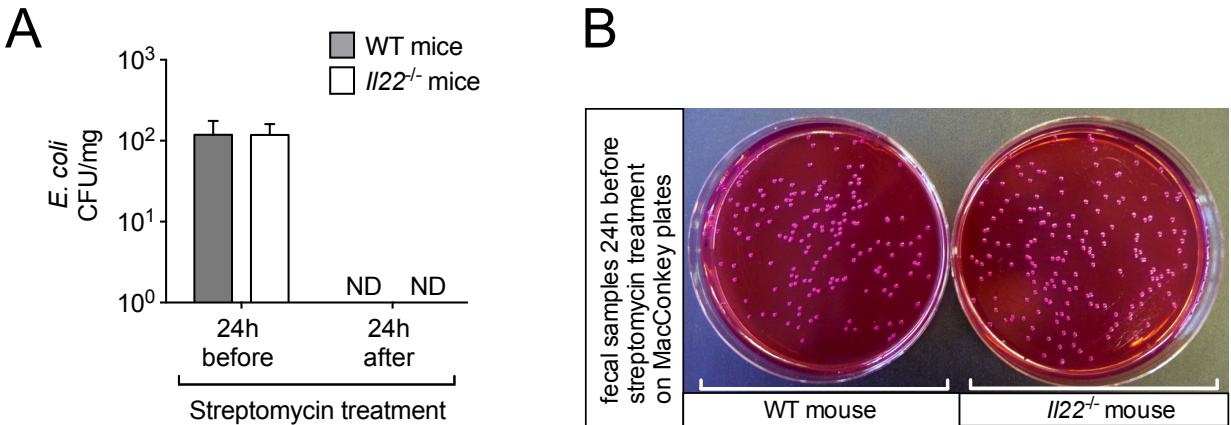 A
WT mice
Il22-/- mice
10³
10²
10¹
10⁰
E. coli
CFU/mg
ND ND
24h
before
24h
after
Streptomycin treatment
B
fecal samples 24h before
streptomycin treatment
on MacConkey plates
WT mouse
Il22-/- mouse